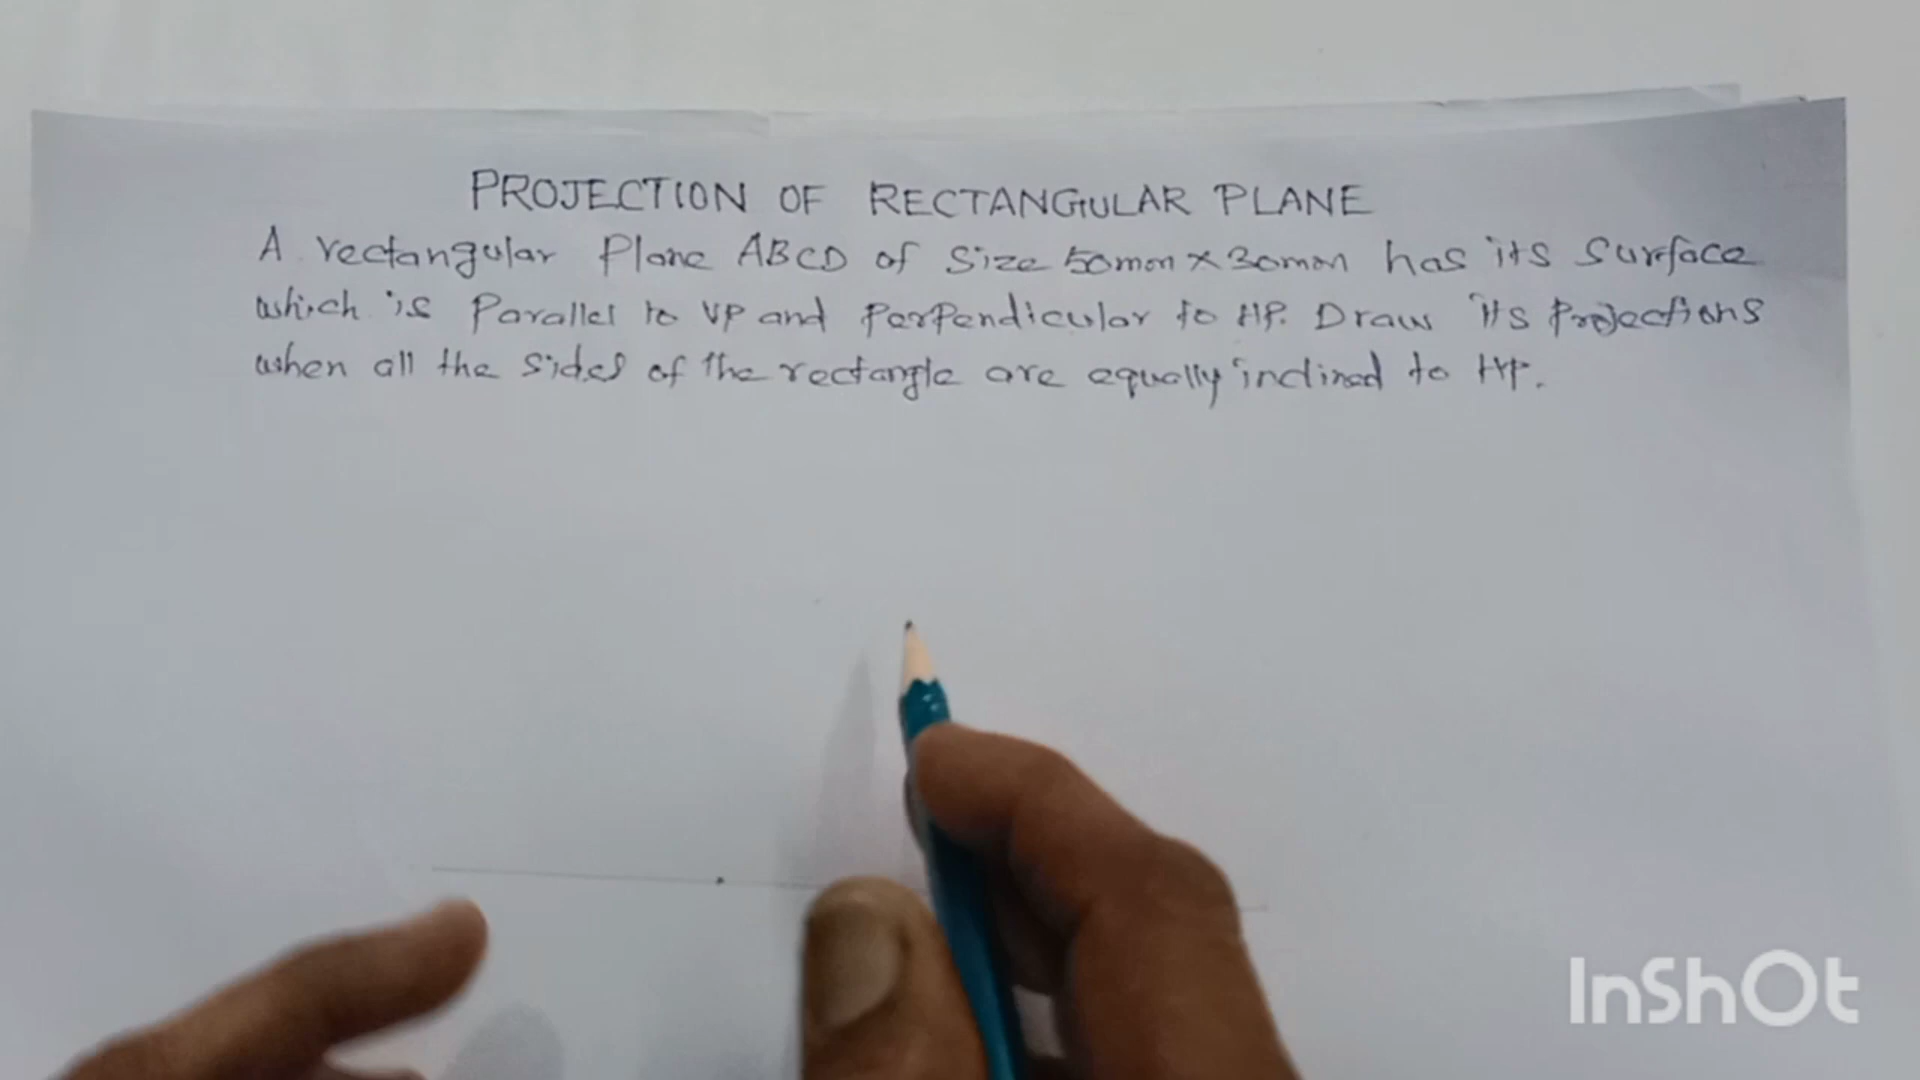 PROJECTION OF RECTANGULAR PLANE
A rectangular Plane ABCD of Size 50mm x 30mm has its Surface
which is Parallel to VP and Perpendicular to HP. Draw its Projections
when all the sides of the rectangle are equally inclined to HP.
InShOt